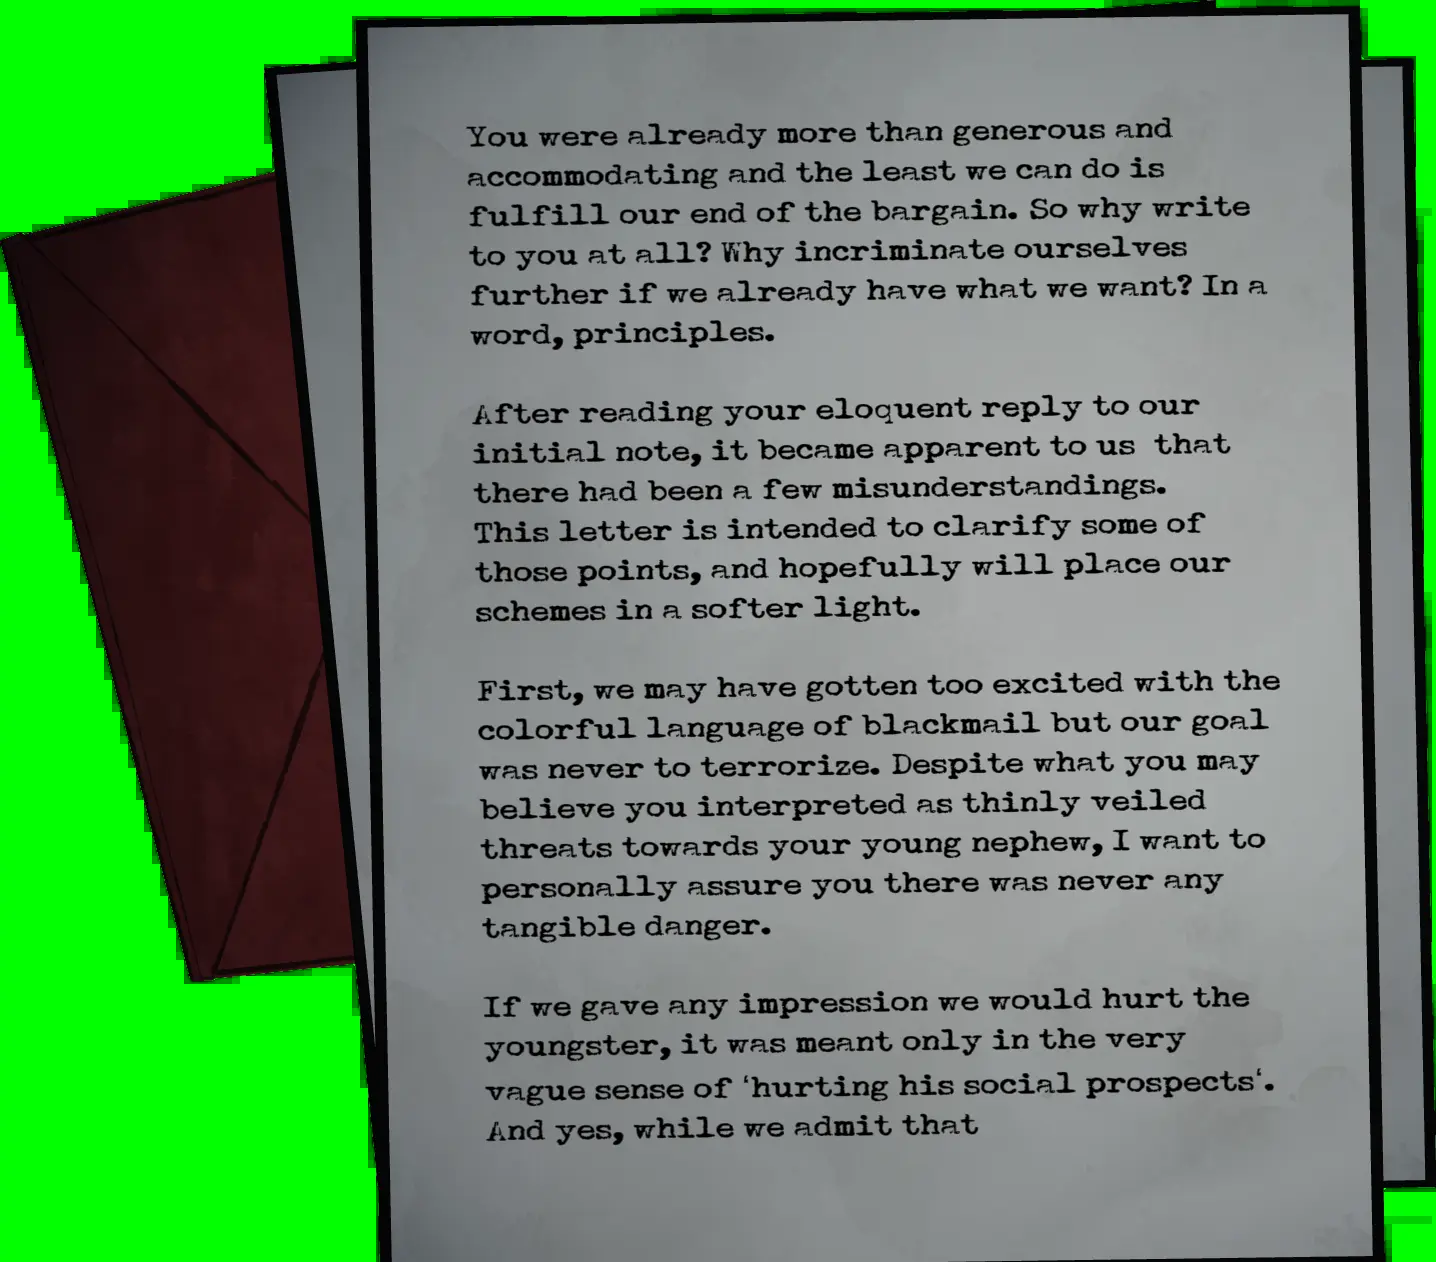 You were already more than generous and
accommodating and the least we can do is
fulfill our end of the bargain. So why write
to you at all? Why incriminate ourselves
further if we already have what we want? In a
word, principles.
After reading your eloquent reply to our
initial note, it became apparent to us  that
there had been a few misunderstandings.
This letter is intended to clarify some of
those points, and hopefully will place our
schemes in a softer light.
First, we may have gotten too excited with the
colorful language of blackmail but our goal
was never to terrorize. Despite what you may
believe you interpreted as thinly veiled
threats towards your young nephew, I want to
personally assure you there was never any
tangible danger.
If we gave any impression we would hurt the
youngster, it was meant only in the very
vague sense of ‘hurting his social prospects‘.
And yes, while we admit that